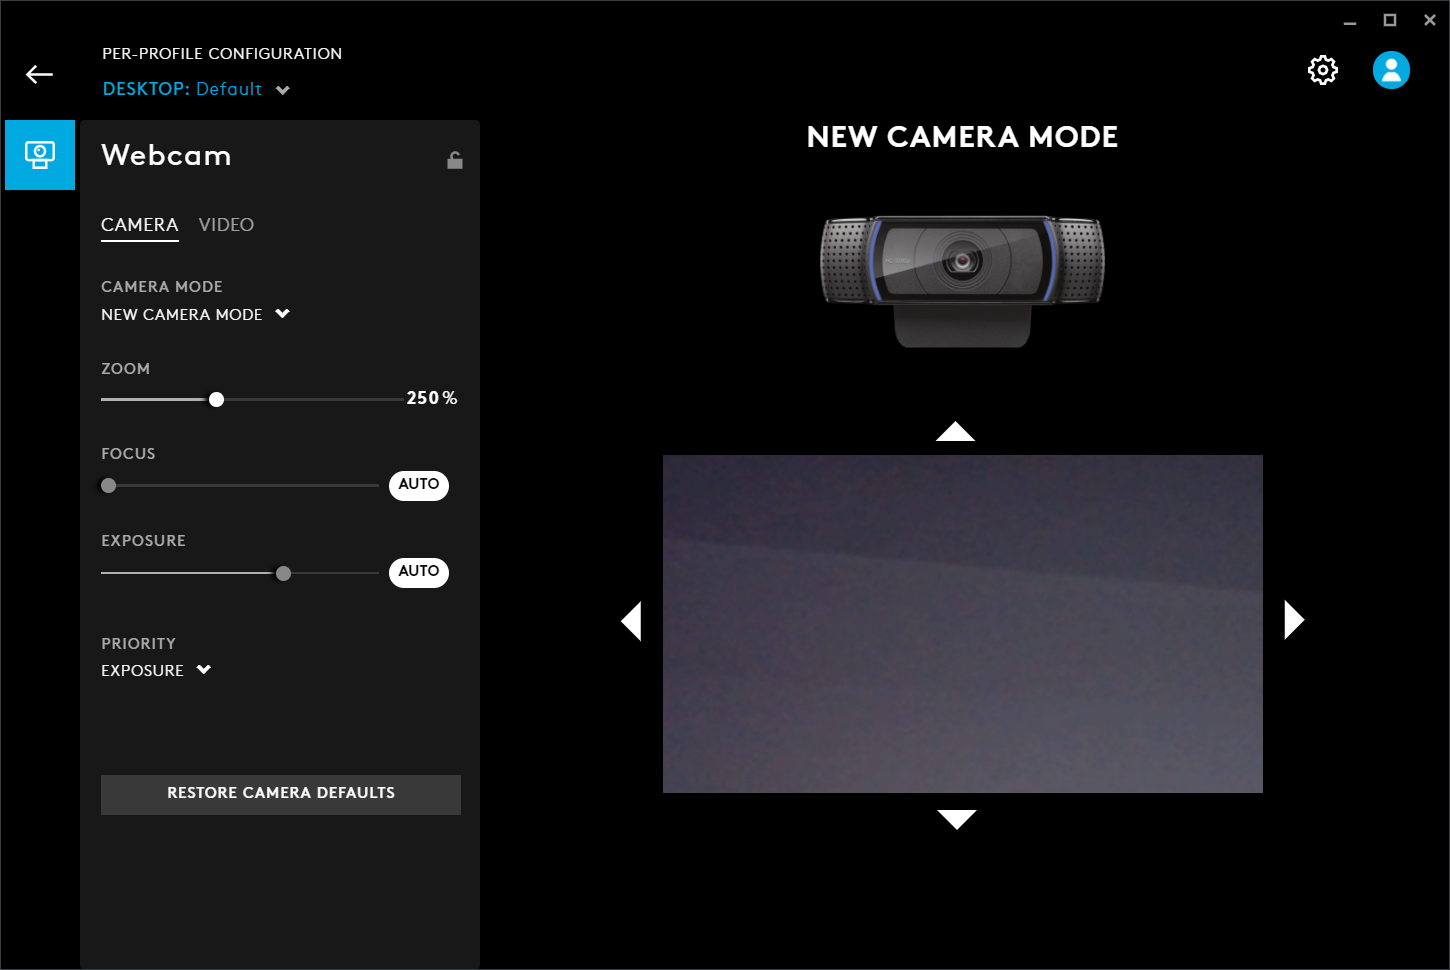 PER-PROFILE CONFIGURATION
DESKTOP: Default
Webcam
CAMERA VIDEO
CAMERA MODE
NEW CAMERA MODE
ZOOM
250 %
FOCUS
AUTO
EXPOSURE
AUTO
PRIORITY
EXPOSURE
RESTORE CAMERA DEFAULTS
NEW CAMERA MODE